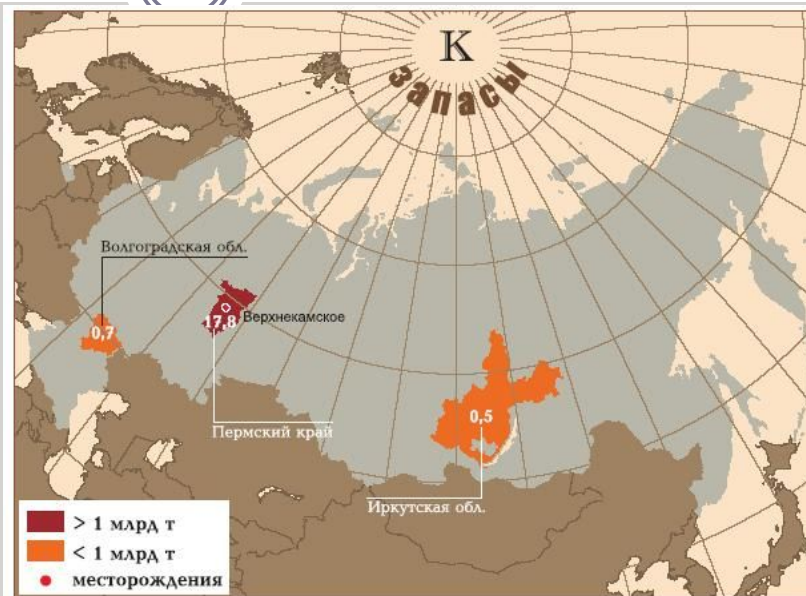 К
запасы
Волгоградская обл.
0,7
17,8
Верхнекамское
Пермский край
0,5
Иркутская обл.
> 1 млрд т
< 1 млрд т
месторождения